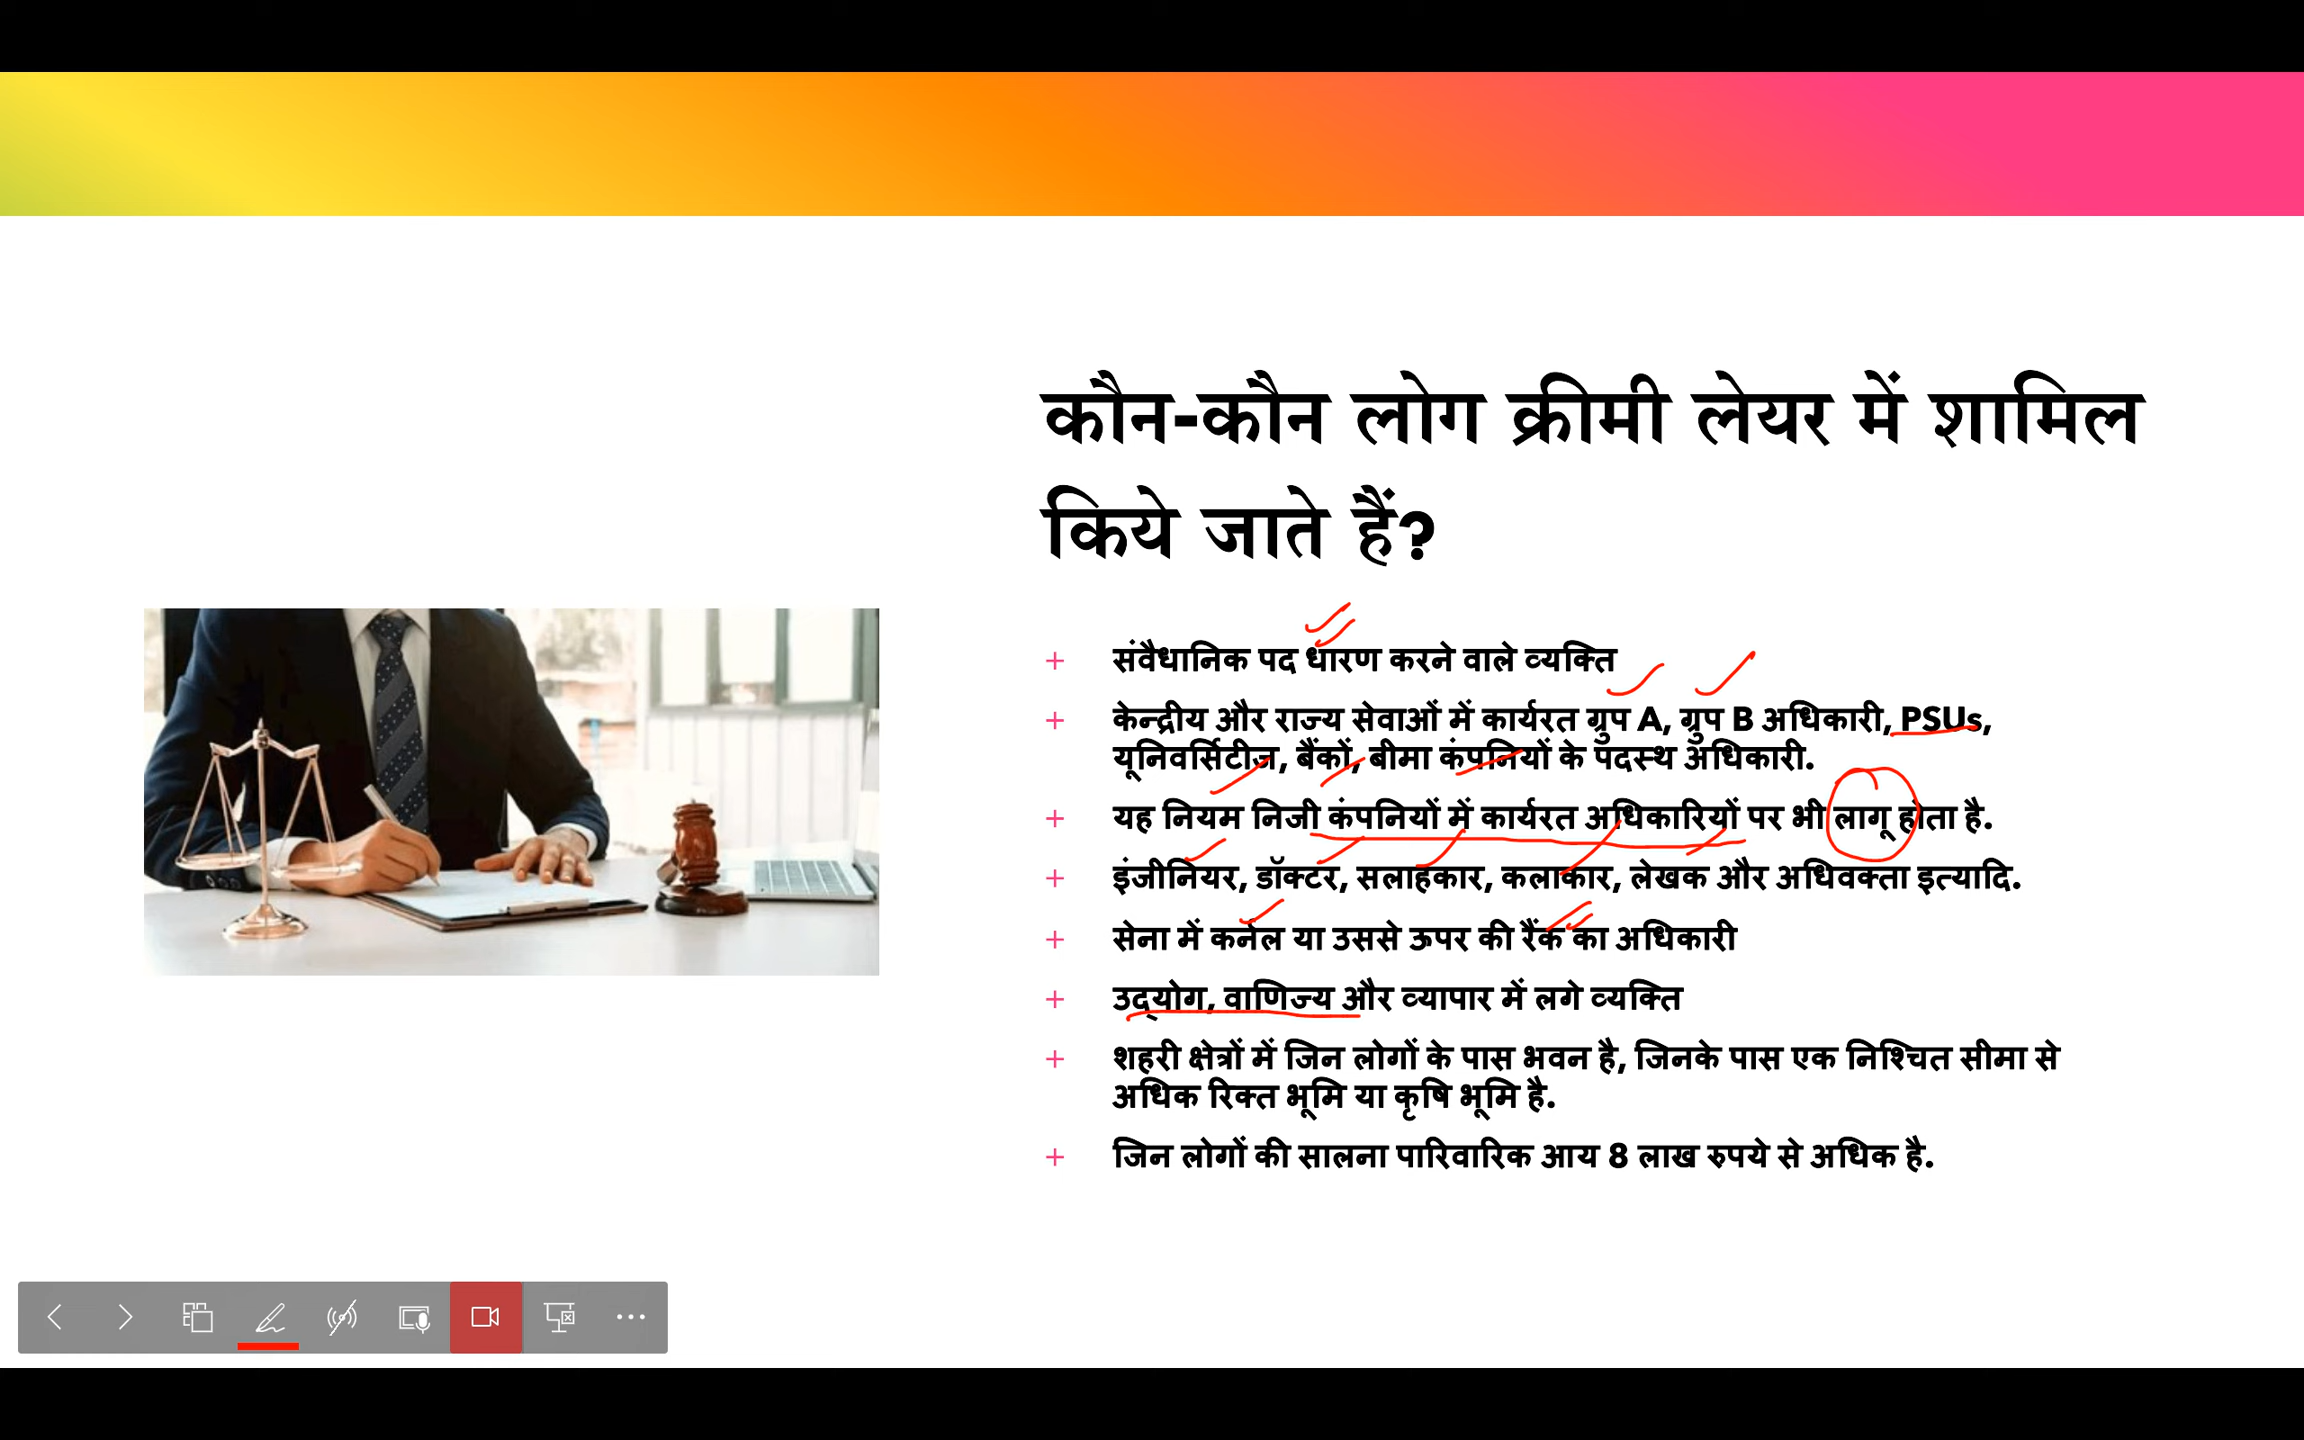 कौन-कौन लोग क्रीमी लेयर में शामिल
किये जाते हैं?
+ संवैधानिक पद धारण करने वाले व्यक्ति
+ केन्द्रीय और राज्य सेवाओं में कार्यरत ग्रुप A, ग्रुप B अधिकारी, PSUs,
यूनिवर्सिटीज, बैंकों, बीमा कंपनियों के पदस्थ अधिकारी.
+ यह नियम निजी कंपनियों में कार्यरत अधिकारियों पर भी लागू होता है.
+ इंजीनियर, डॉक्टर, सलाहकार, कलाकार, लेखक और अधिवक्ता इत्यादि.
+ सेना में कर्नल या उससे ऊपर की रैंक का अधिकारी
+ उद्योग, वाणिज्य और व्यापार में लगे व्यक्ति
+ शहरी क्षेत्रों में जिन लोगों के पास भवन है, जिनके पास एक निश्चित सीमा से
अधिक रिक्त भूमि या कृषि भूमि है.
+ जिन लोगों की सालना पारिवारिक आय 8 लाख रुपये से अधिक है.